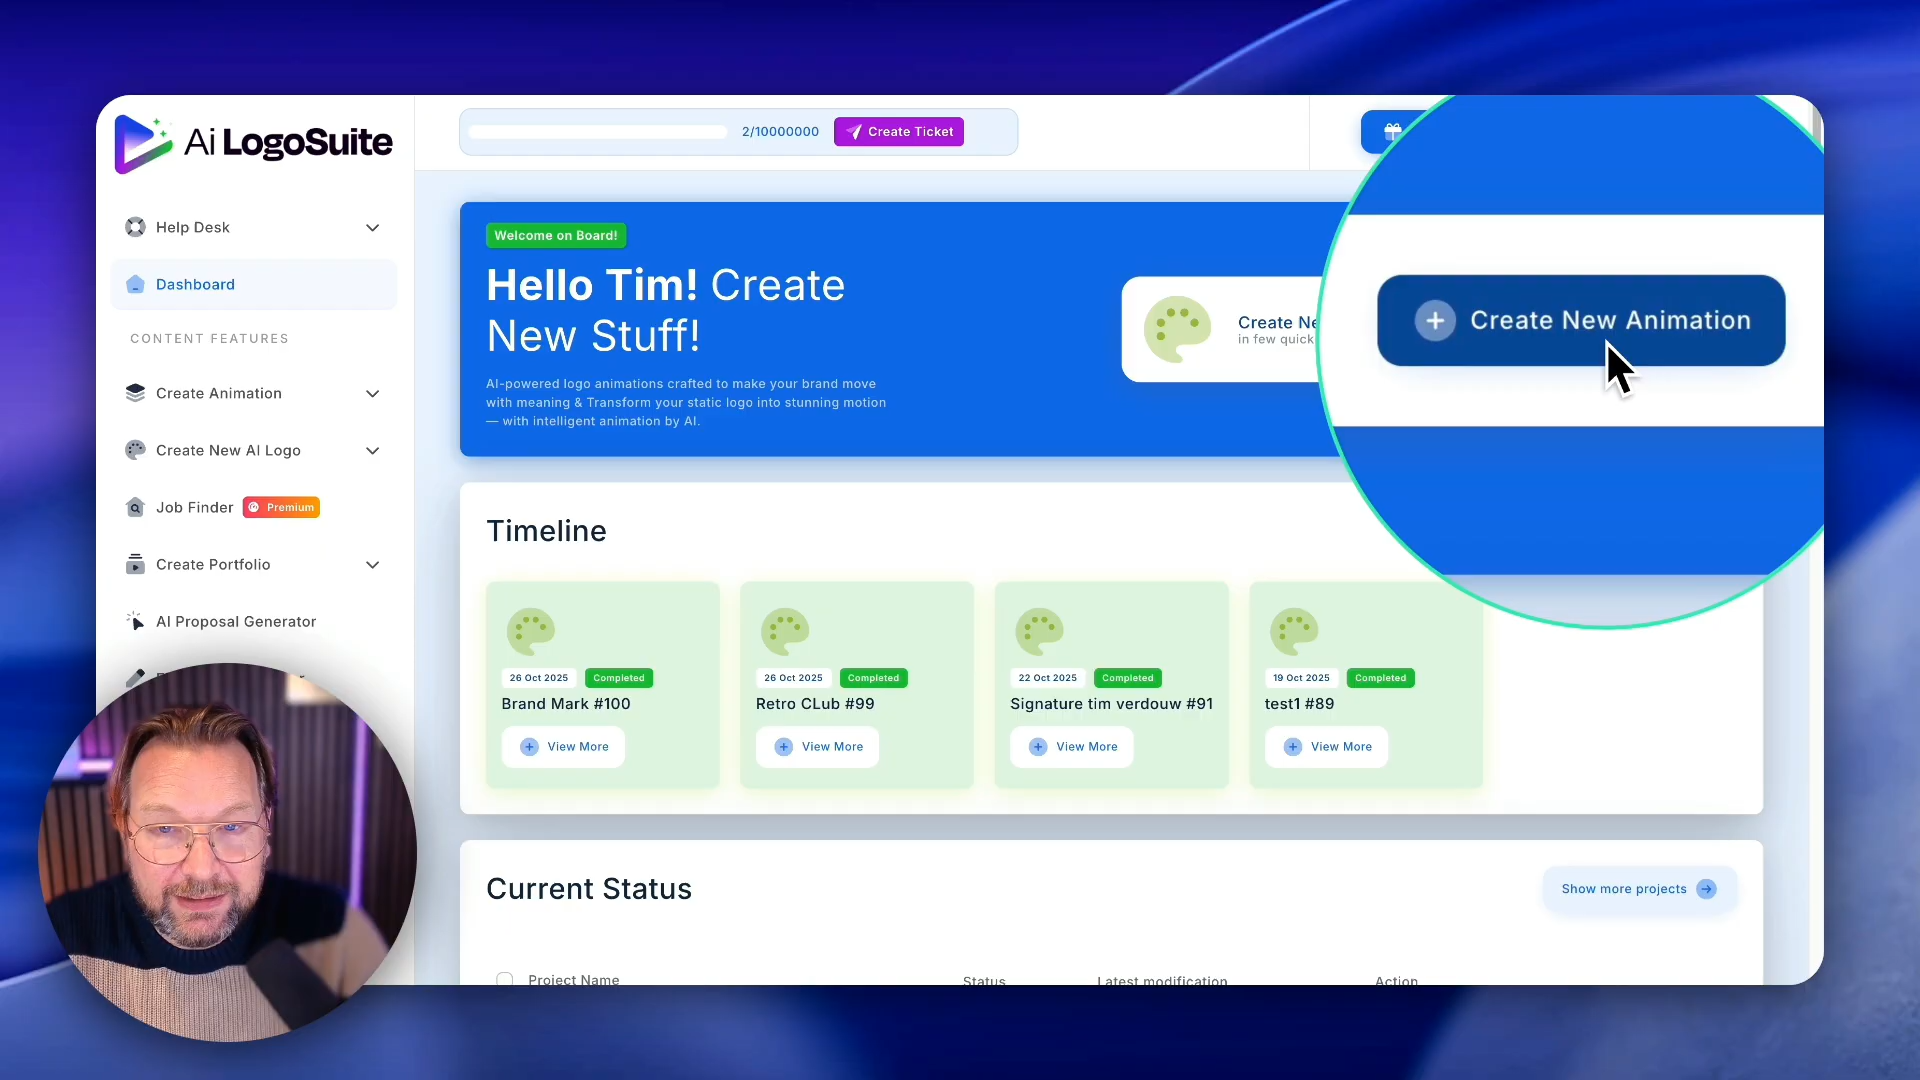 Ai LogoSuite
2/10000000
Create Ticket
Help Desk
Dashboard
CONTENT FEATURES
Create Animation
Create New AI Logo
Job Finder
Premium
Create Portfolio
AI Proposal Generator
Welcome on Board!
Hello Tim! Create
New Stuff!
AI-powered logo animations crafted to make your brand move
with meaning & Transform your static logo into stunning motion
— with intelligent animation by AI.
Create Ne
in few quick
Create New Animation
Timeline
26 Oct 2025
Completed
Brand Mark #100
View More
26 Oct 2025
Completed
Retro CLub #99
View More
22 Oct 2025
Completed
Signature tim verdouw #91
View More
19 Oct 2025
Completed
test1 #89
View More
Current Status
Show more projects
Project Name
Status
Latest modification
Action